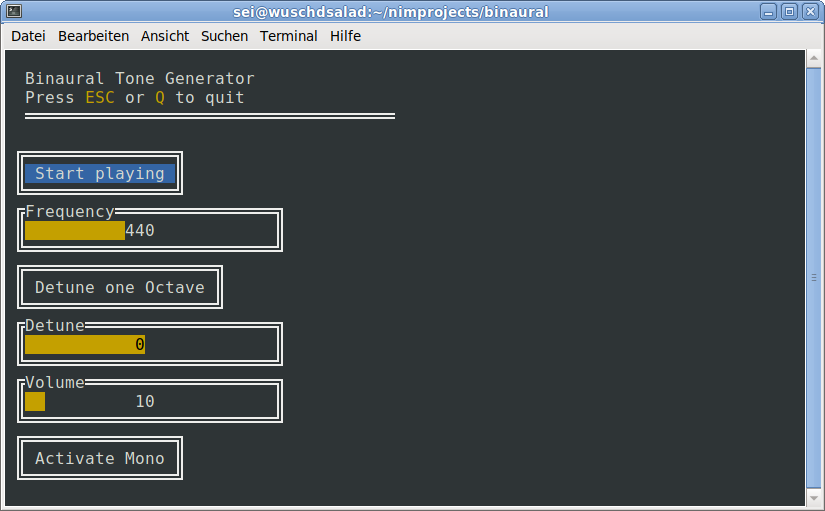 sei@wuschdsalad:~/nimprojects/binaural
Datei Bearbeiten Ansicht Suchen Terminal Hilfe
Binaural Tone Generator
Press ESC or Q to quit
Start playing
Frequency
440
Detune one Octave
Detune
0
Volume
10
Activate Mono